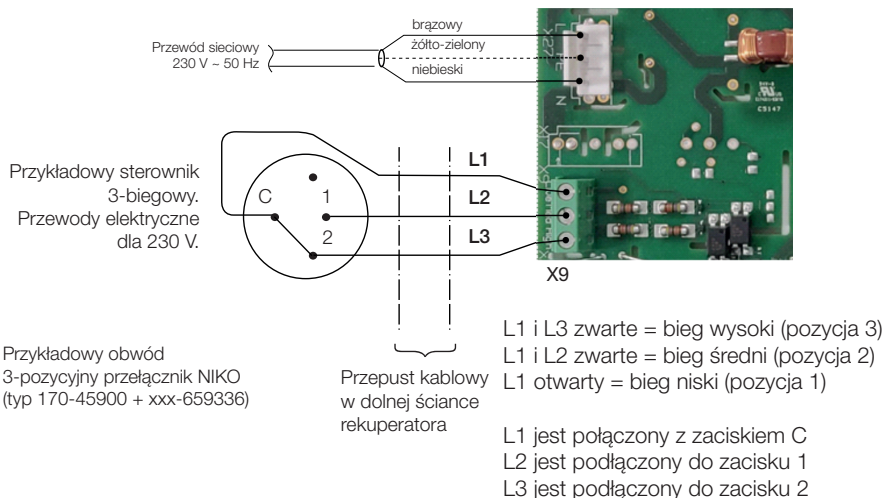 brązowy
żółto-zielony
niebieski
Przewód sieciowy
230 V ~ 50 Hz
N
C5147
L1
L2
L3
X9
Przykładowy sterownik
3-biegowy.
Przewody elektryczne
dla 230 V.
C
1
2
Przykładowy obwód
3-pozycyjny przełącznik NIKO
(typ 170-45900 + xxx-659336)
Przepust kablowy
w dolnej ściance
rekuperatora
L1 i L3 zwarte = bieg wysoki (pozycja 3)
L1 i L2 zwarte = bieg średni (pozycja 2)
L1 otwarty = bieg niski (pozycja 1)
L1 jest połączony z zaciskiem C
L2 jest podłączony do zacisku 1
L3 jest podłączony do zacisku 2